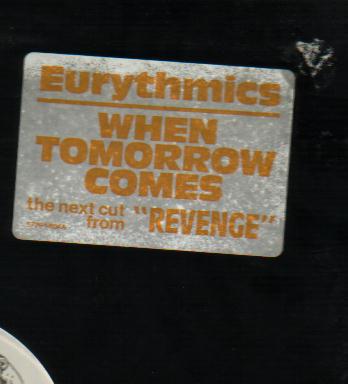 Eurythmics
WHEN
TOMORROW
COMES
the next cut
from "REVENGE"